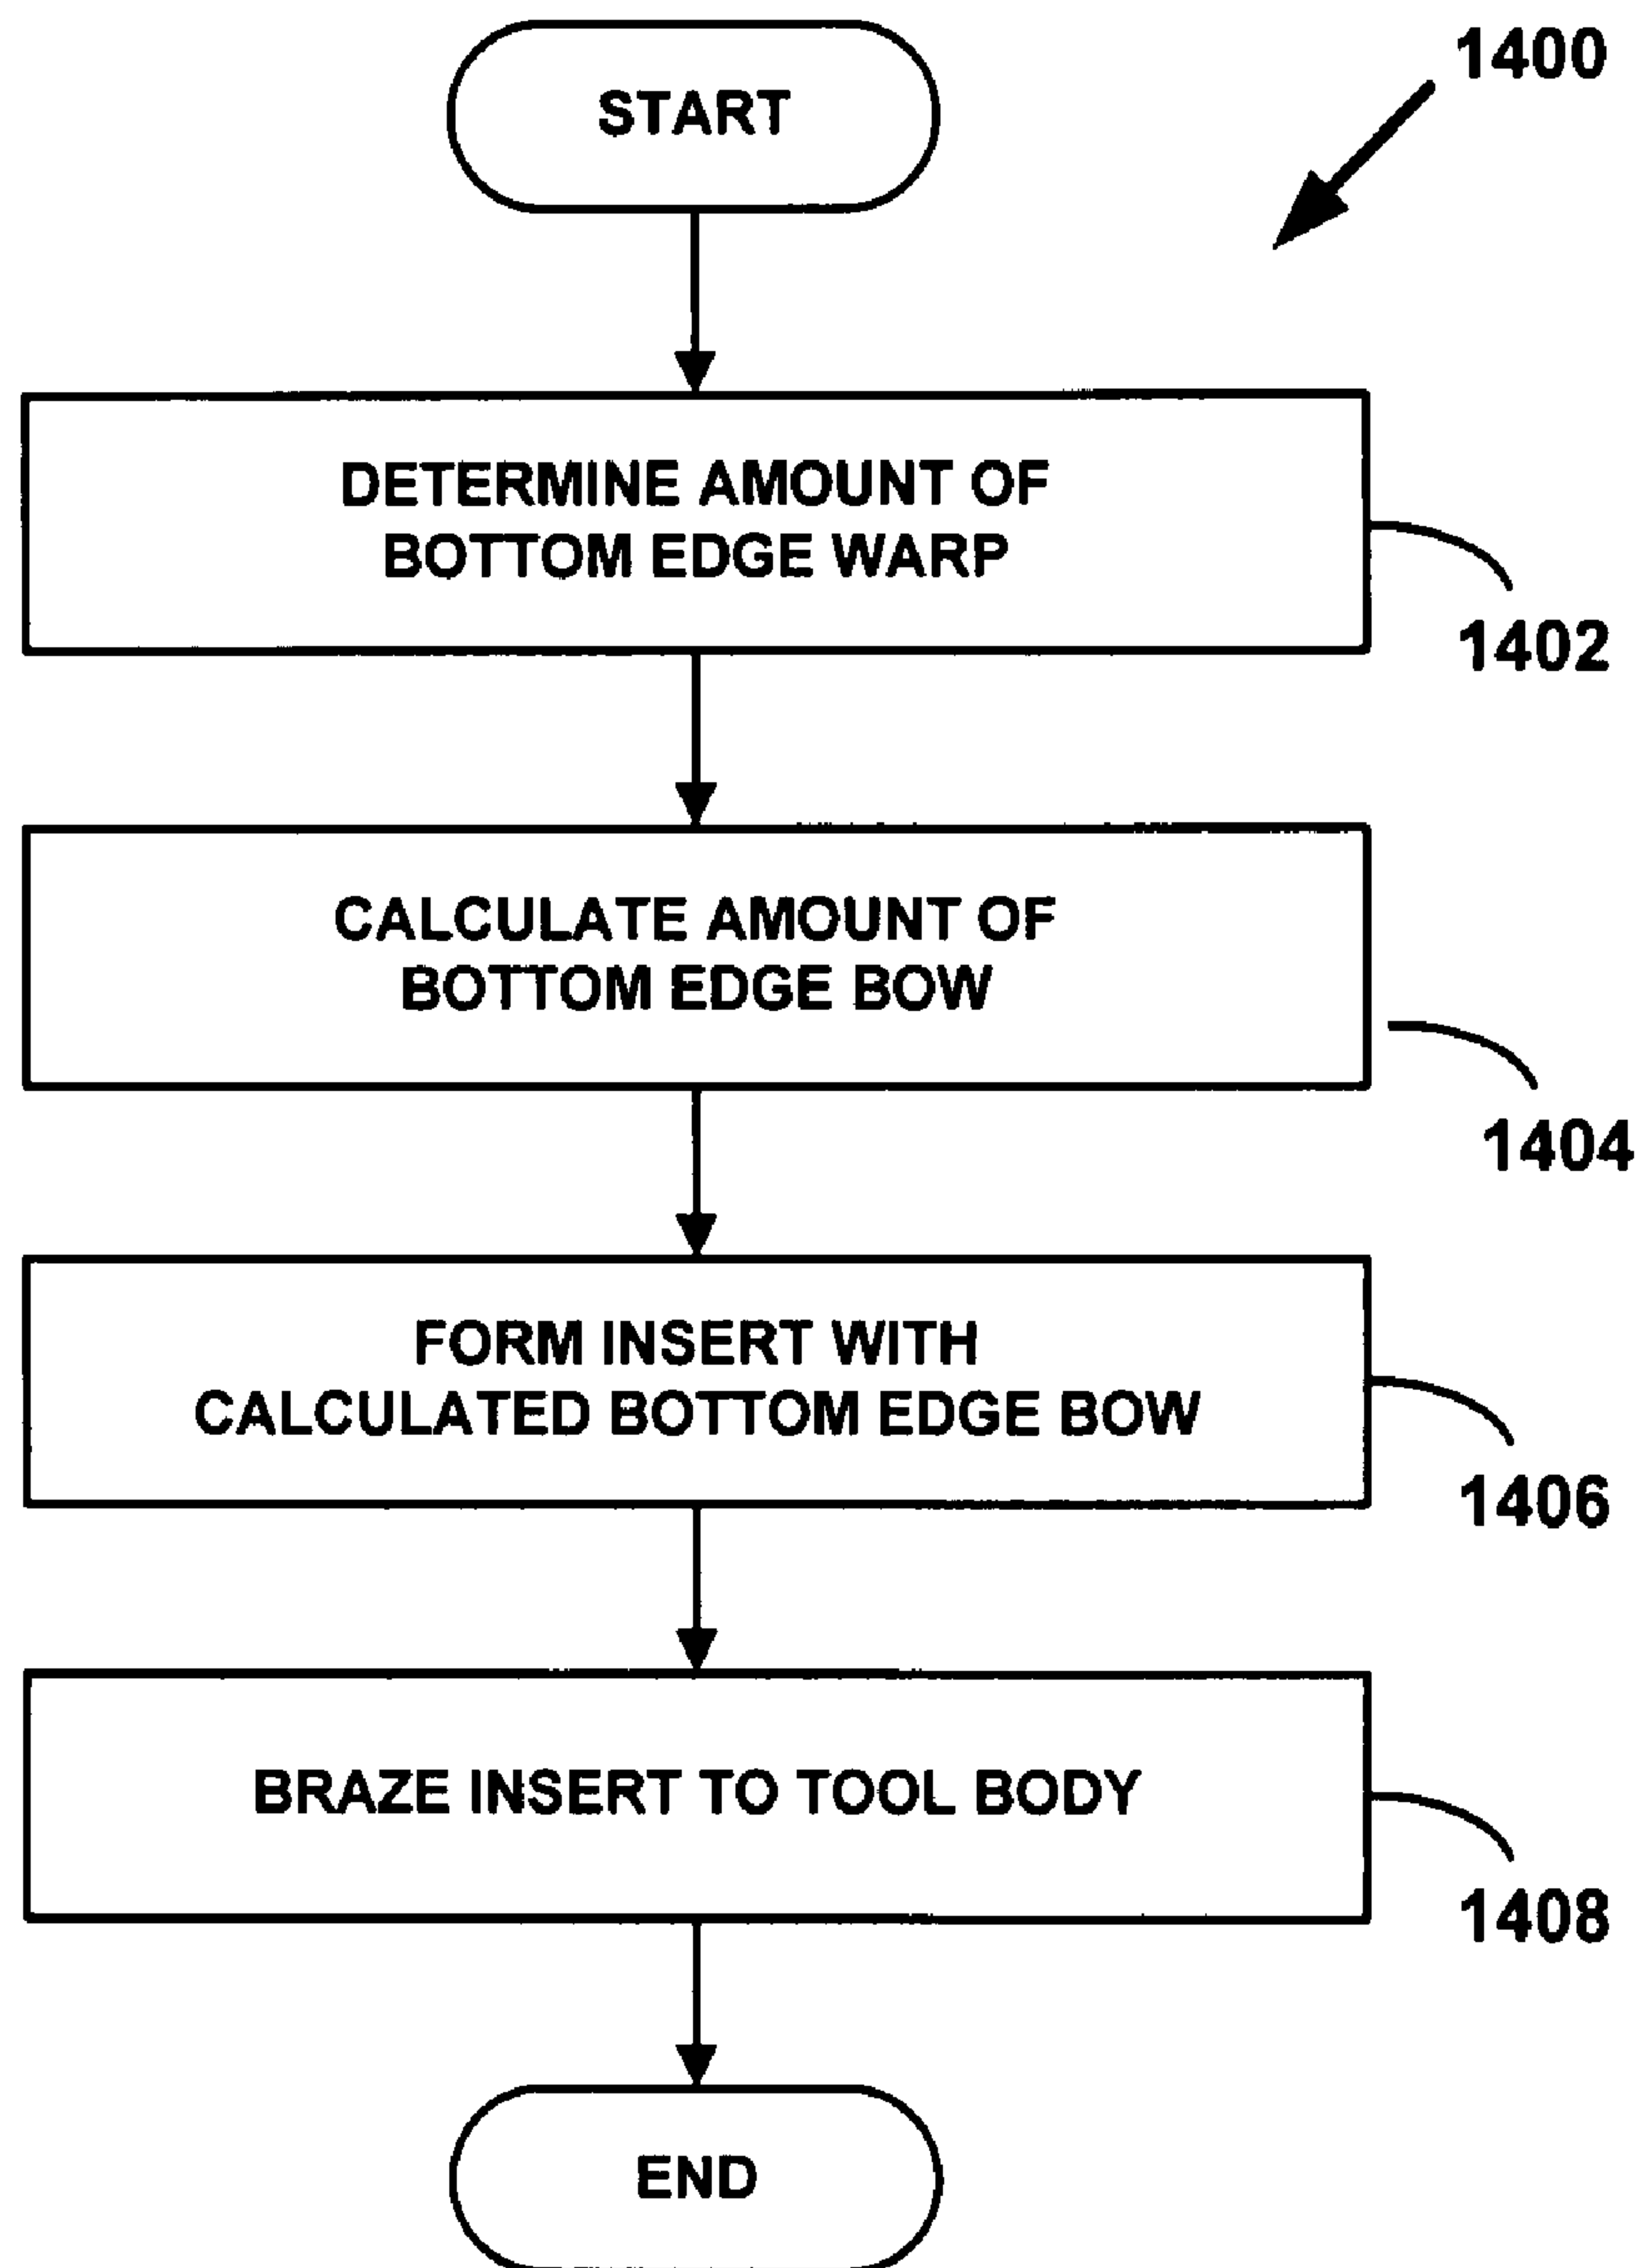 1400
START
DETERMINE AMOUNT OF
BOTTOM EDGE WARP
1402
CALCULATE AMOUNT OF
BOTTOM EDGE BOW
1404
FORM INSERT WITH
CALCULATED BOTTOM EDGE BOW
1406
BRAZE INSERT TO TOOL BODY
1408
END